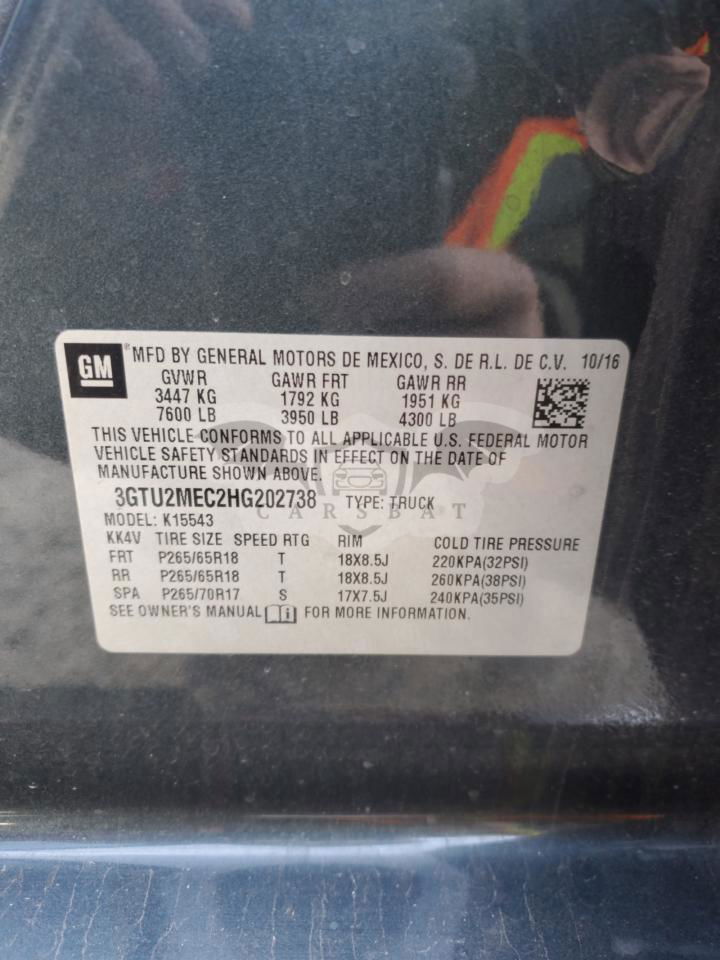 GM ® MFD BY GENERAL MOTORS DE MEXICO, S. DE R.L. DE C.V. 10/16
GVWR GAWR FRT GAWR RR
3447 KG 1792 KG 1951 KG
7600 LB 3950 LB 4300 LB
THIS VEHICLE CONFORMS TO ALL APPLICABLE U.S. FEDERAL MOTOR
VEHICLE SAFETY STANDARDS IN EFFECT ON THE DATE OF
MANUFACTURE SHOWN ABOVE.
3GTU2MEC2HG202738 TYPE: TRUCK
CARSBAT
MODEL: K15543
KK4V TIRE SIZE SPEED RTG RIM COLD TIRE PRESSURE
FRT P265/65R18 T 18X8.5J 220KPA(32PSI)
RR P265/65R18 T 18X8.5J 260KPA(38PSI)
SPA P265/70R17 S 17X7.5J 240KPA(35PSI)
SEE OWNER'S MANUAL i FOR MORE INFORMATION.